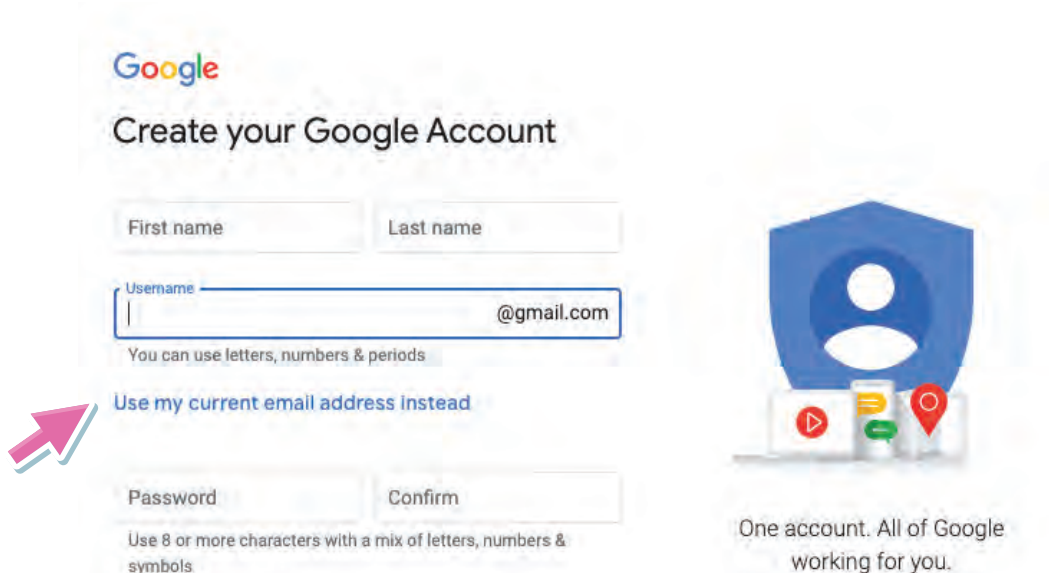 Google
Create your Google Account
First name Last name
Username
@gmail.com
You can use letters, numbers & periods
Use my current email address instead
Password Confirm
Use 8 or more characters with a mix of letters, numbers &
symbols
One account. All of Google
working for you.